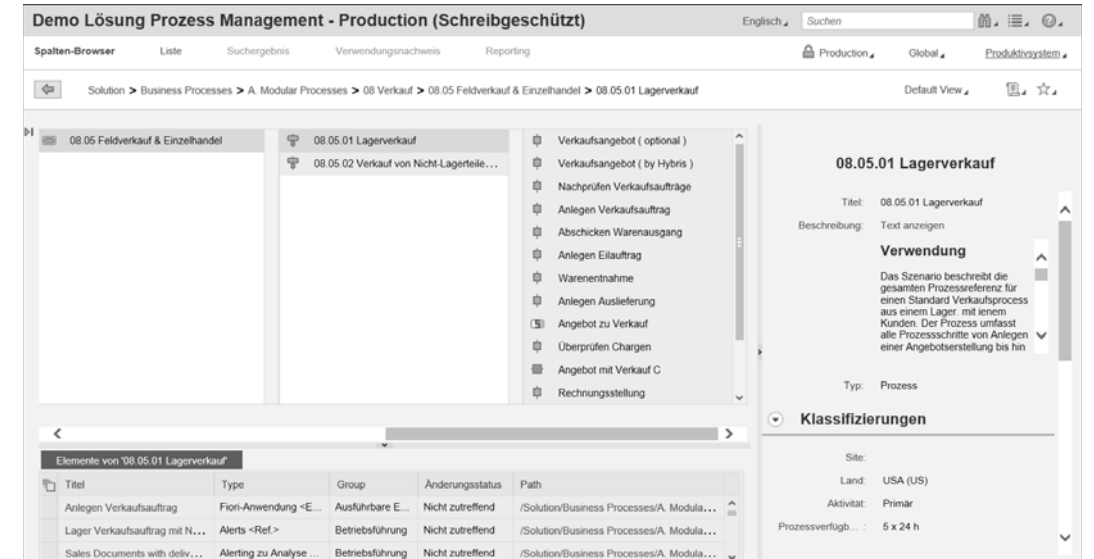 Demo Lösung Prozess Management - Production (Schreibgeschützt)
Englisch
Suchen
Spalten-Browser Liste Suchergebnis Verwendungsnachweis Reporting
Production Global Produktivsystem
Solution > Business Processes > A. Modular Processes > 08 Verkauf > 08.05 Feldverkauf & Einzelhandel > 08.05.01 Lagerverkauf
Default View
08.05 Feldverkauf & Einzelhandel
08.05.01 Lagerverkauf
08.05.02 Verkauf von Nicht-Lagerteile...
Verkaufsangebot ( optional )
Verkaufsangebot ( by Hybris )
Nachprüfen Verkaufsaufträge
Anlegen Verkaufsauftrag
Abschicken Warenausgang
Anlegen Eilauftrag
Warenentnahme
Anlegen Auslieferung
Angebot zu Verkauf
Überprüfen Chargen
Angebot mit Verkauf C
Rechnungsstellung
08.05.01 Lagerverkauf
Titel: 08.05.01 Lagerverkauf
Beschreibung: Text anzeigen
Verwendung
Das Szenario beschreibt die
gesamten Prozessreferenz für
einen Standard Verkaufsprocess
aus einem Lager. mit ienem
Kunden. Der Prozess umfasst
alle Prozessschritte von Anlegen
einer Angebotserstellung bis hin
Typ: Prozess
Klassifizierungen
Site:
Land: USA (US)
Aktivität: Primär
Prozessverfügb... : 5 x 24 h
Elemente von '08.05.01 Lagerverkauf'
Titel Type Group Änderungsstatus Path
Anlegen Verkaufsauftrag Fiori-Anwendung <E... Ausführbare E... Nicht zutreffend /Solution/Business Processes/A. Modula...
Lager Verkaufsauftrag mit N... Alerts <Ref.> Betriebsführung Nicht zutreffend /Solution/Business Processes/A. Modula...
Sales Documents with deliv... Alerting zu Analyse ... Betriebsführung Nicht zutreffend /Solution/Business Processes/A. Modula...